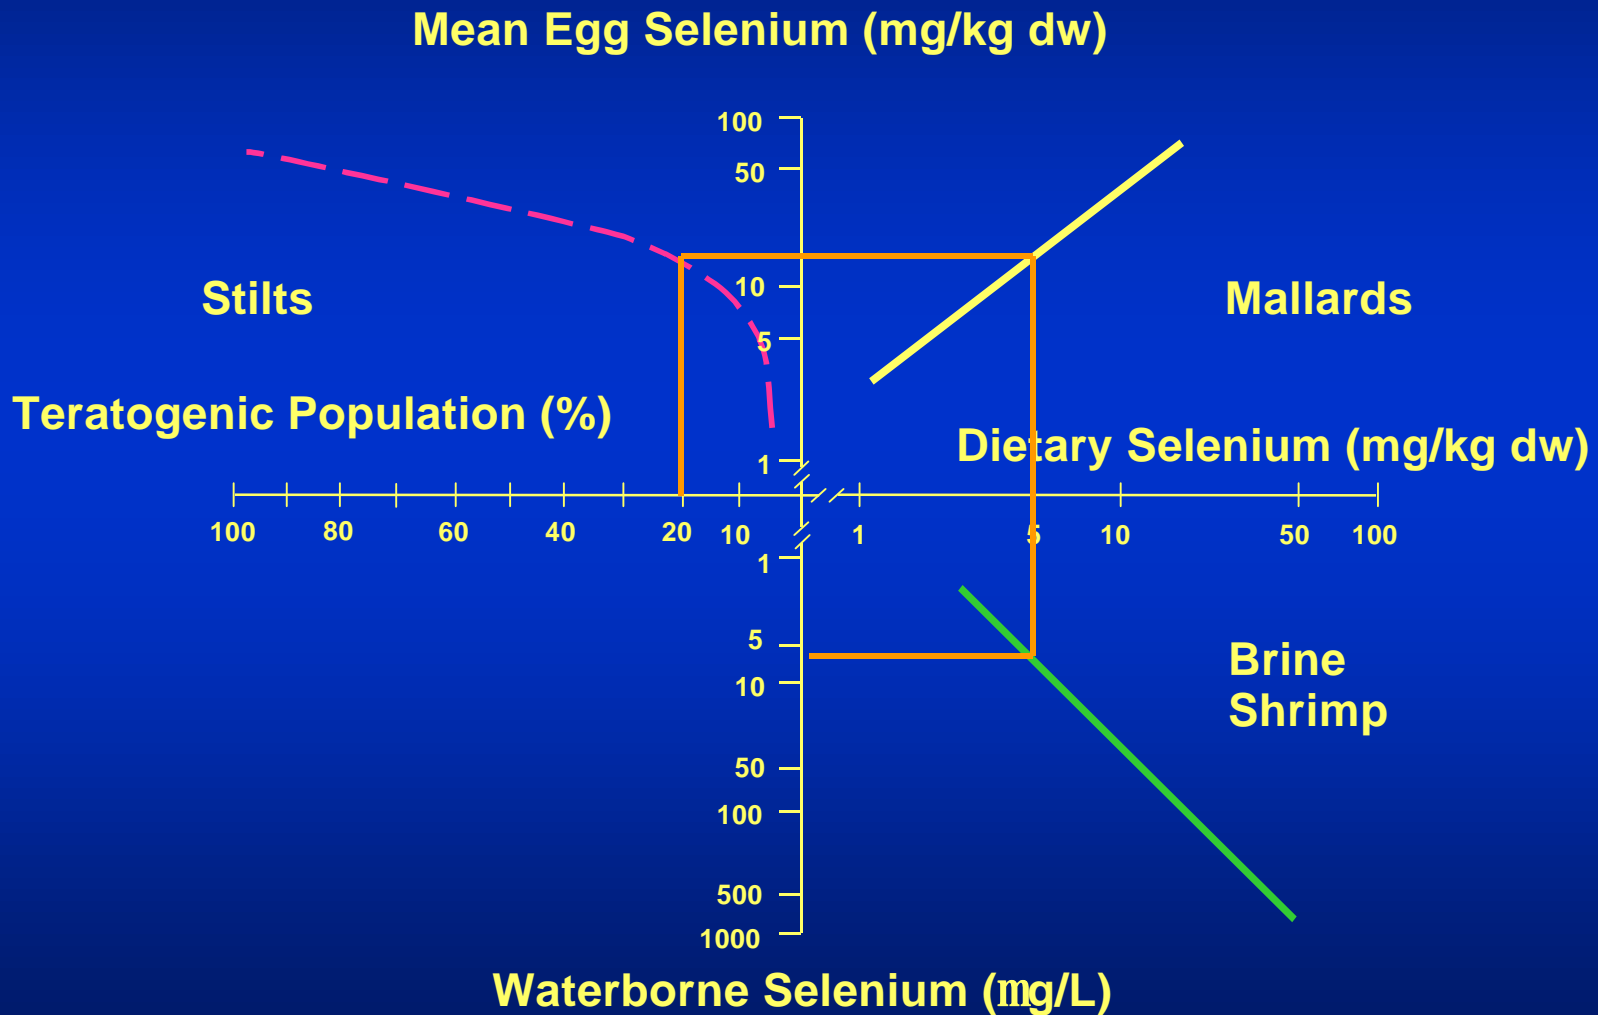 Mean Egg Selenium (mg/kg dw)
100
50
10
5
1
Stilts
Mallards
Teratogenic Population (%)
Dietary Selenium (mg/kg dw)
100 80 60 40 20 10 1 5 10 50 100
1
5
10
50
100
500
1000
Brine
Shrimp
Waterborne Selenium (mg/L)